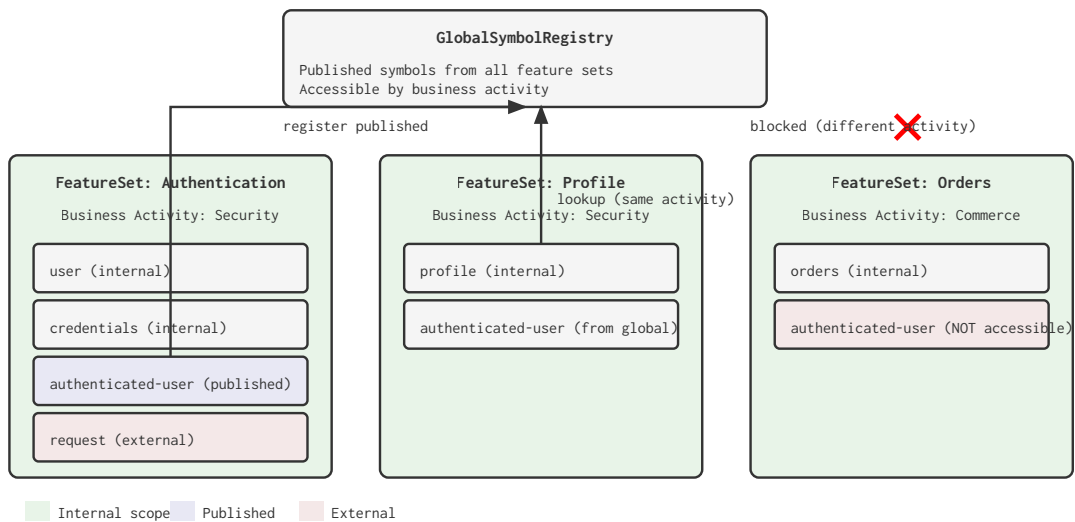 GlobalSymbolRegistry
Published symbols from all feature sets
Accessible by business activity
register published
blocked (different activity)
FeatureSet: Authentication
Business Activity: Security
user (internal)
credentials (internal)
authenticated-user (published)
request (external)
FeatureSet: Profile
lookup (same activity)
Business Activity: Security
profile (internal)
authenticated-user (from global)
FeatureSet: Orders
Business Activity: Commerce
orders (internal)
authenticated-user (NOT accessible)
Internal scope
Published
External